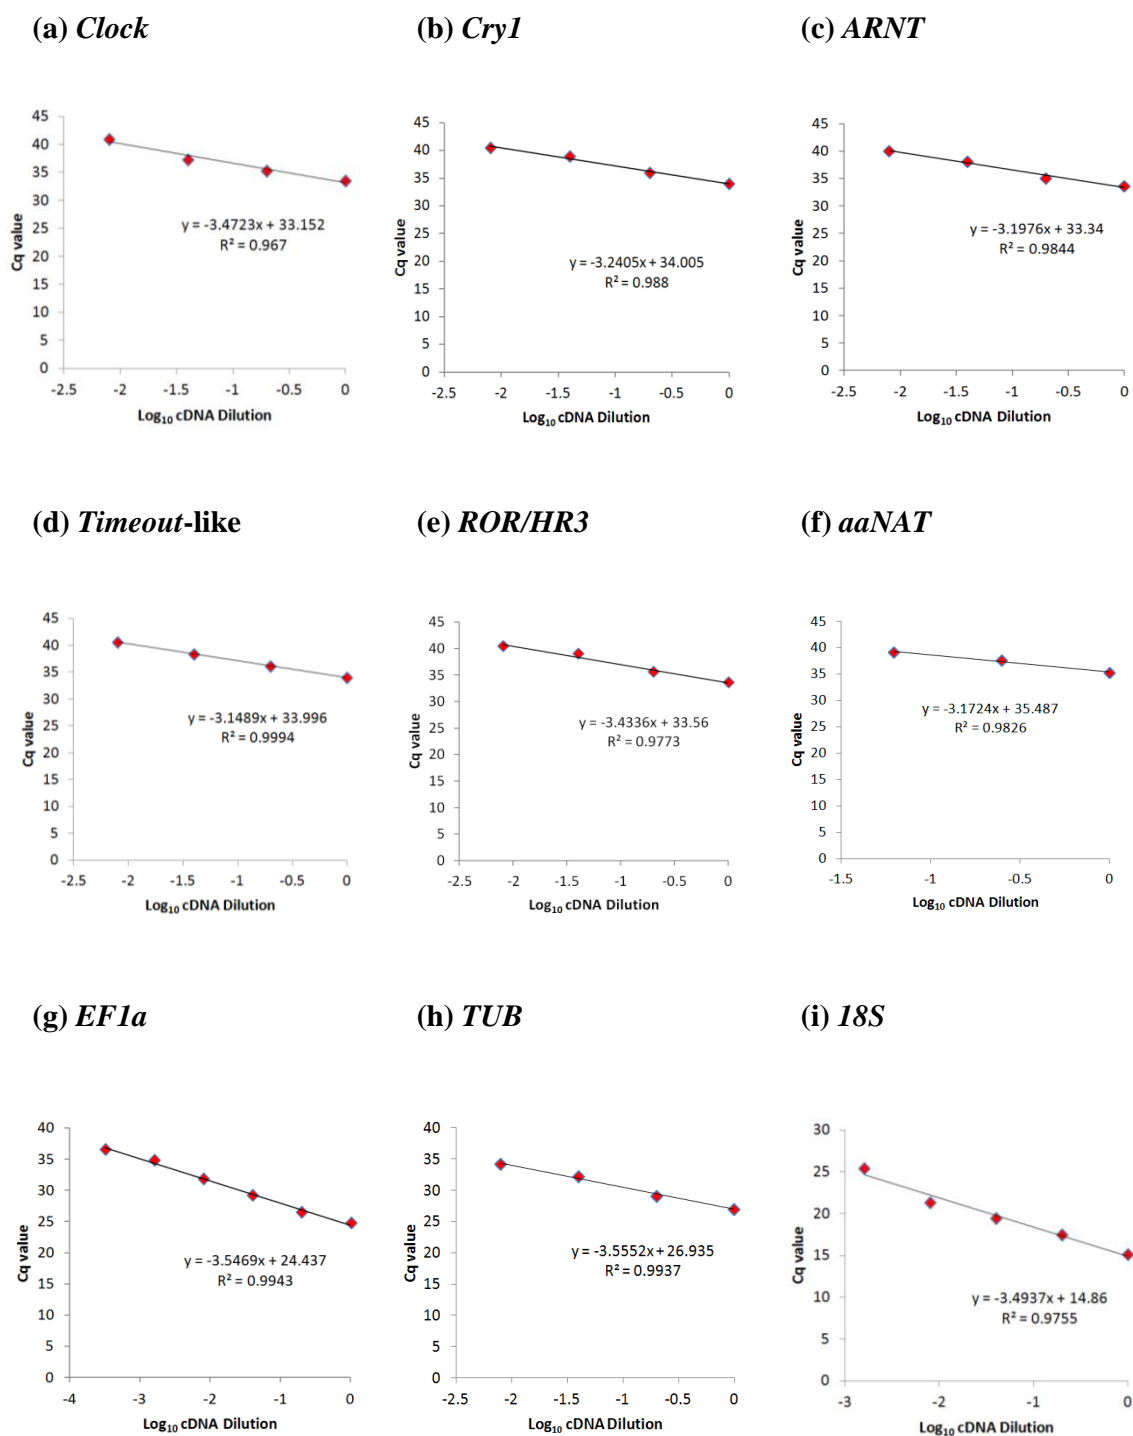 (a) Clock
45
40
35
30
25
20
15
10
5
0
Cq value
y = -3.4723x + 33.152
R² = 0.967
-2.5 -2 -1.5 -1 -0.5 0
Log₁₀ cDNA Dilution
(b) Cry1
45
40
35
30
25
20
15
10
5
0
Cq value
y = -3.2405x + 34.005
R² = 0.988
-2.5 -2 -1.5 -1 -0.5 0
Log₁₀ cDNA Dilution
(c) ARNT
45
40
35
30
25
20
15
10
5
0
Cq value
y = -3.1976x + 33.34
R² = 0.9844
-2.5 -2 -1.5 -1 -0.5 0
Log₁₀ cDNA Dilution
(d) Timeout-like
45
40
35
30
25
20
15
10
5
0
Cq value
y = -3.1489x + 33.996
R² = 0.9994
-2.5 -2 -1.5 -1 -0.5 0
Log₁₀ cDNA Dilution
(e) ROR/HR3
45
40
35
30
25
20
15
10
5
0
Cq value
y = -3.4336x + 33.56
R² = 0.9773
-2.5 -2 -1.5 -1 -0.5 0
Log₁₀ cDNA Dilution
(f) aaNAT
45
40
35
30
25
20
15
10
5
0
Cq value
y = -3.1724x + 35.487
R² = 0.9826
-1.5 -1 -0.5 0
Log₁₀ cDNA Dilution
(g) EF1a
40
35
30
25
20
15
10
5
0
Cq value
y = -3.5469x + 24.437
R² = 0.9943
-4 -3 -2 -1 0
Log₁₀ cDNA Dilution
(h) TUB
40
35
30
25
20
15
10
5
0
Cq value
y = -3.5552x + 26.935
R² = 0.9937
-2.5 -2 -1.5 -1 -0.5 0
Log₁₀ cDNA Dilution
(i) 18S
30
25
20
15
10
5
0
Cq value
y = -3.4937x + 14.86
R² = 0.9755
-3 -2 -1 0
Log₁₀ cDNA Dilution